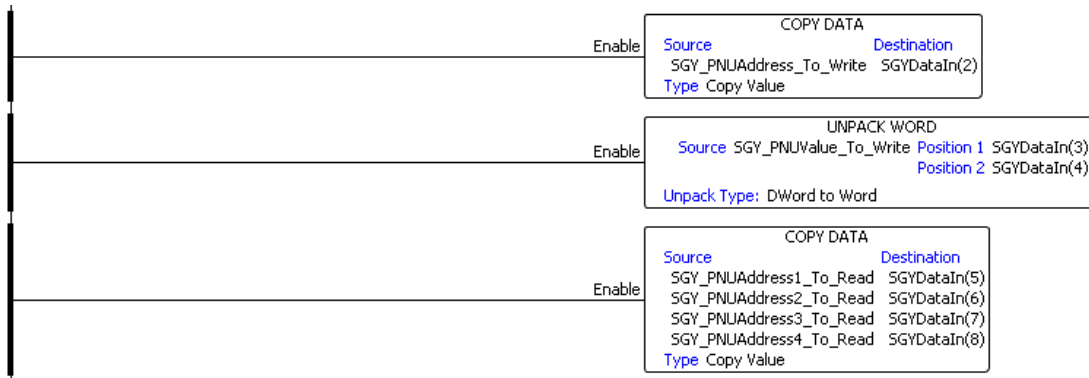 COPY DATA
Enable Source Destination
SGY_PNUAddress_To_Write SGYDataIn(2)
Type Copy Value
UNPACK WORD
Enable Source SGY_PNUValue_To_Write Position 1 SGYDataIn(3)
Position 2 SGYDataIn(4)
Unpack Type: DWord to Word
COPY DATA
Source Destination
SGY_PNUAddress1_To_Read SGYDataIn(5)
Enable SGY_PNUAddress2_To_Read SGYDataIn(6)
SGY_PNUAddress3_To_Read SGYDataIn(7)
SGY_PNUAddress4_To_Read SGYDataIn(8)
Type Copy Value